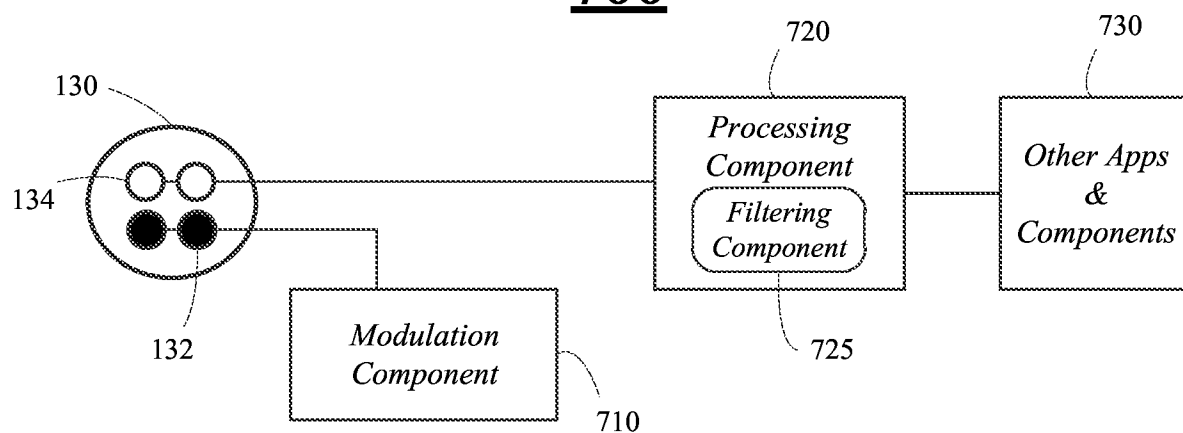 720
730
130
Processing
Component
Other Apps
&
Components
134
Filtering
Component
132
Modulation
Component
725
710